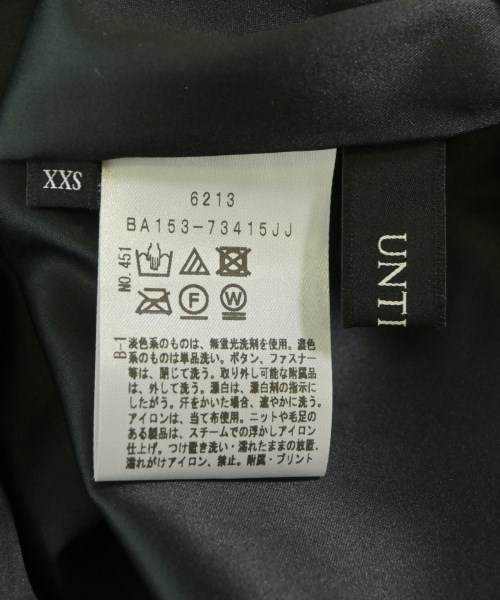 XXS
6213
BA153-73415JJ
No.451
F
W
B-1
淡色系のものは、無蛍光洗剤を使用。濃色
系のものは単品洗い。ボタン、ファスナー
等は、閉じて洗う。取り外し可能な附属品
は、外して洗う。漂白は、漂白剤の指示に
したがう。汗をかいた場合、速やかに洗う。
アイロンは、当て布使用。ニットや毛足の
ある製品は、スチームでの浮かしアイロン
仕上げ。つけ置き洗い・濡れたままの放置、
濡れがけアイロン、禁止。附属・プリント
UNTI